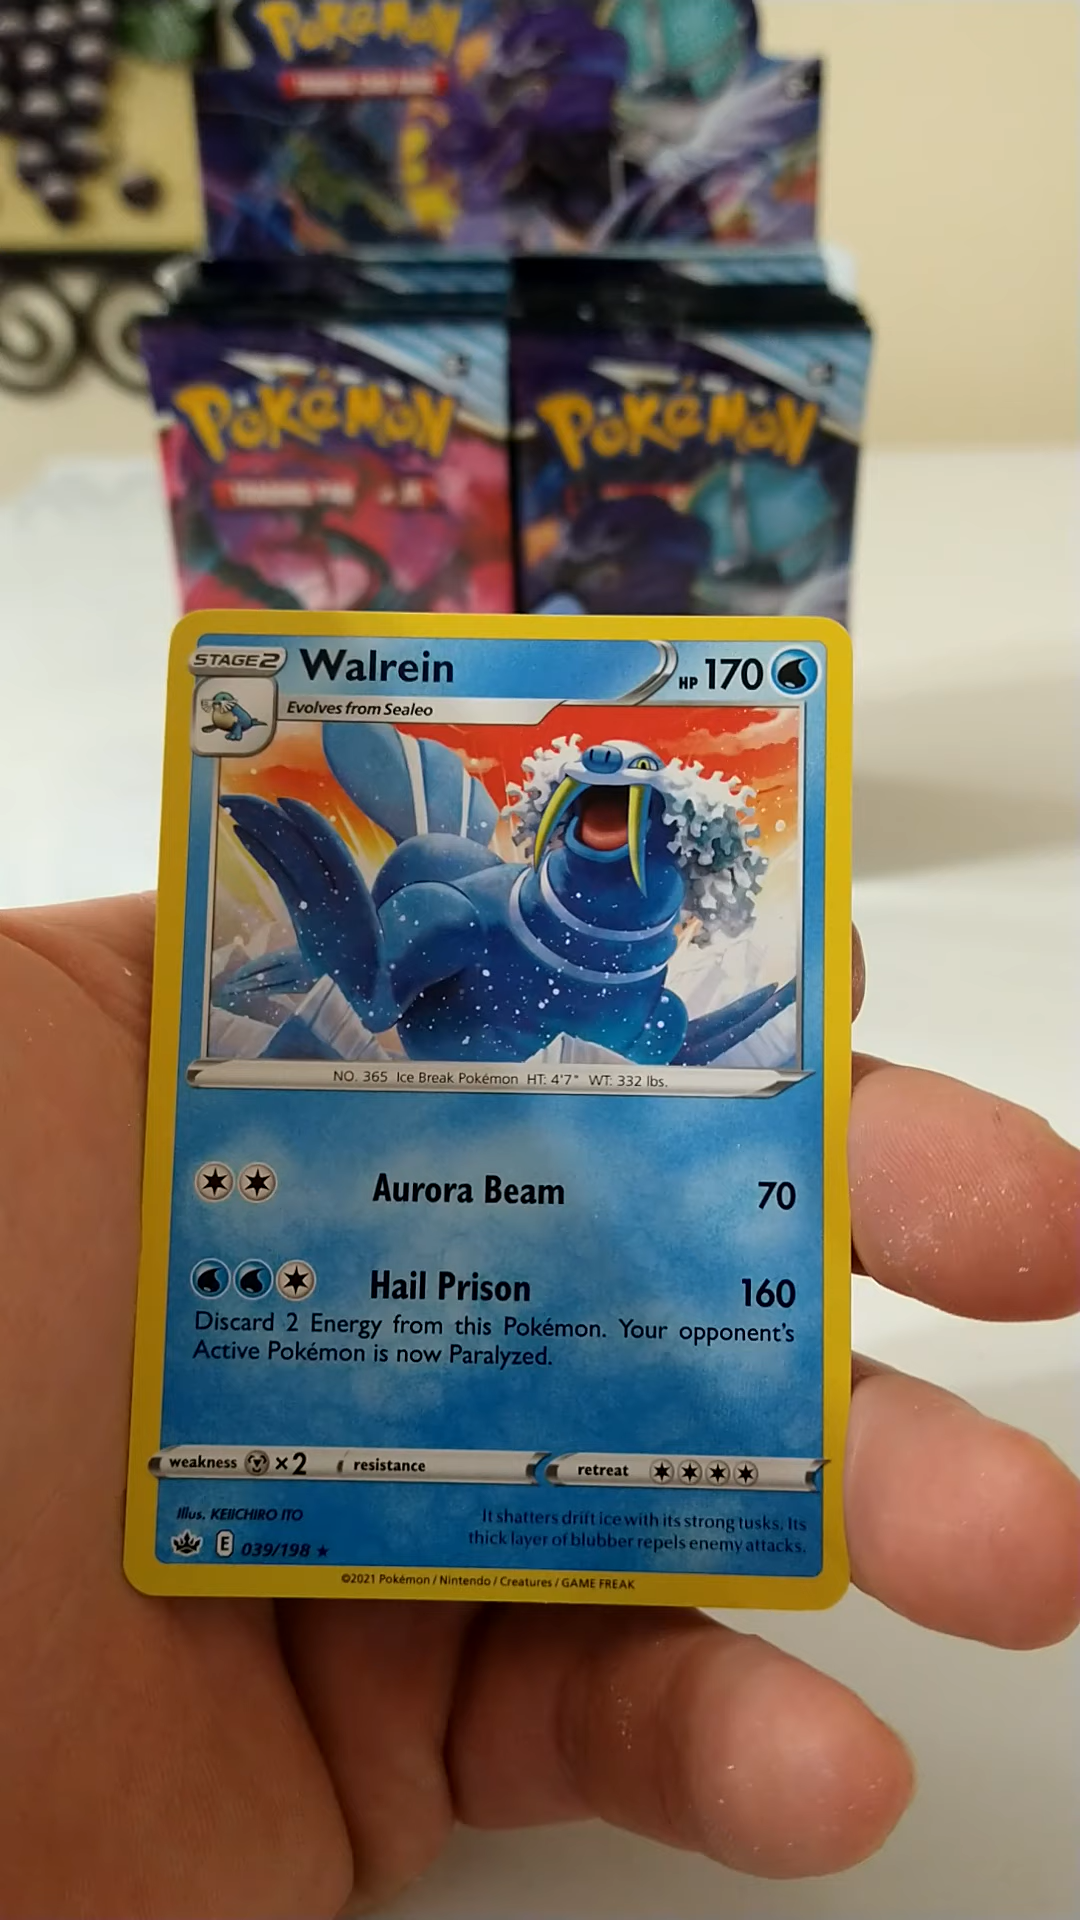 POKéMON
POKéMON
POKéMON
STAGE 2
Walrein
HP 170
Evolves from Sealeo
NO. 365 Ice Break Pokémon HT: 4'7" WT: 332 lbs.
Aurora Beam 70
Hail Prison 160
Discard 2 Energy from this Pokémon. Your opponent's
Active Pokémon is now Paralyzed.
weakness ×2 resistance retreat
Illus. KEIICHIRO ITO
It shatters drift ice with its strong tusks. Its
thick layer of blubber repels enemy attacks.
E 039/198 ★
©2021 Pokémon / Nintendo / Creatures / GAME FREAK